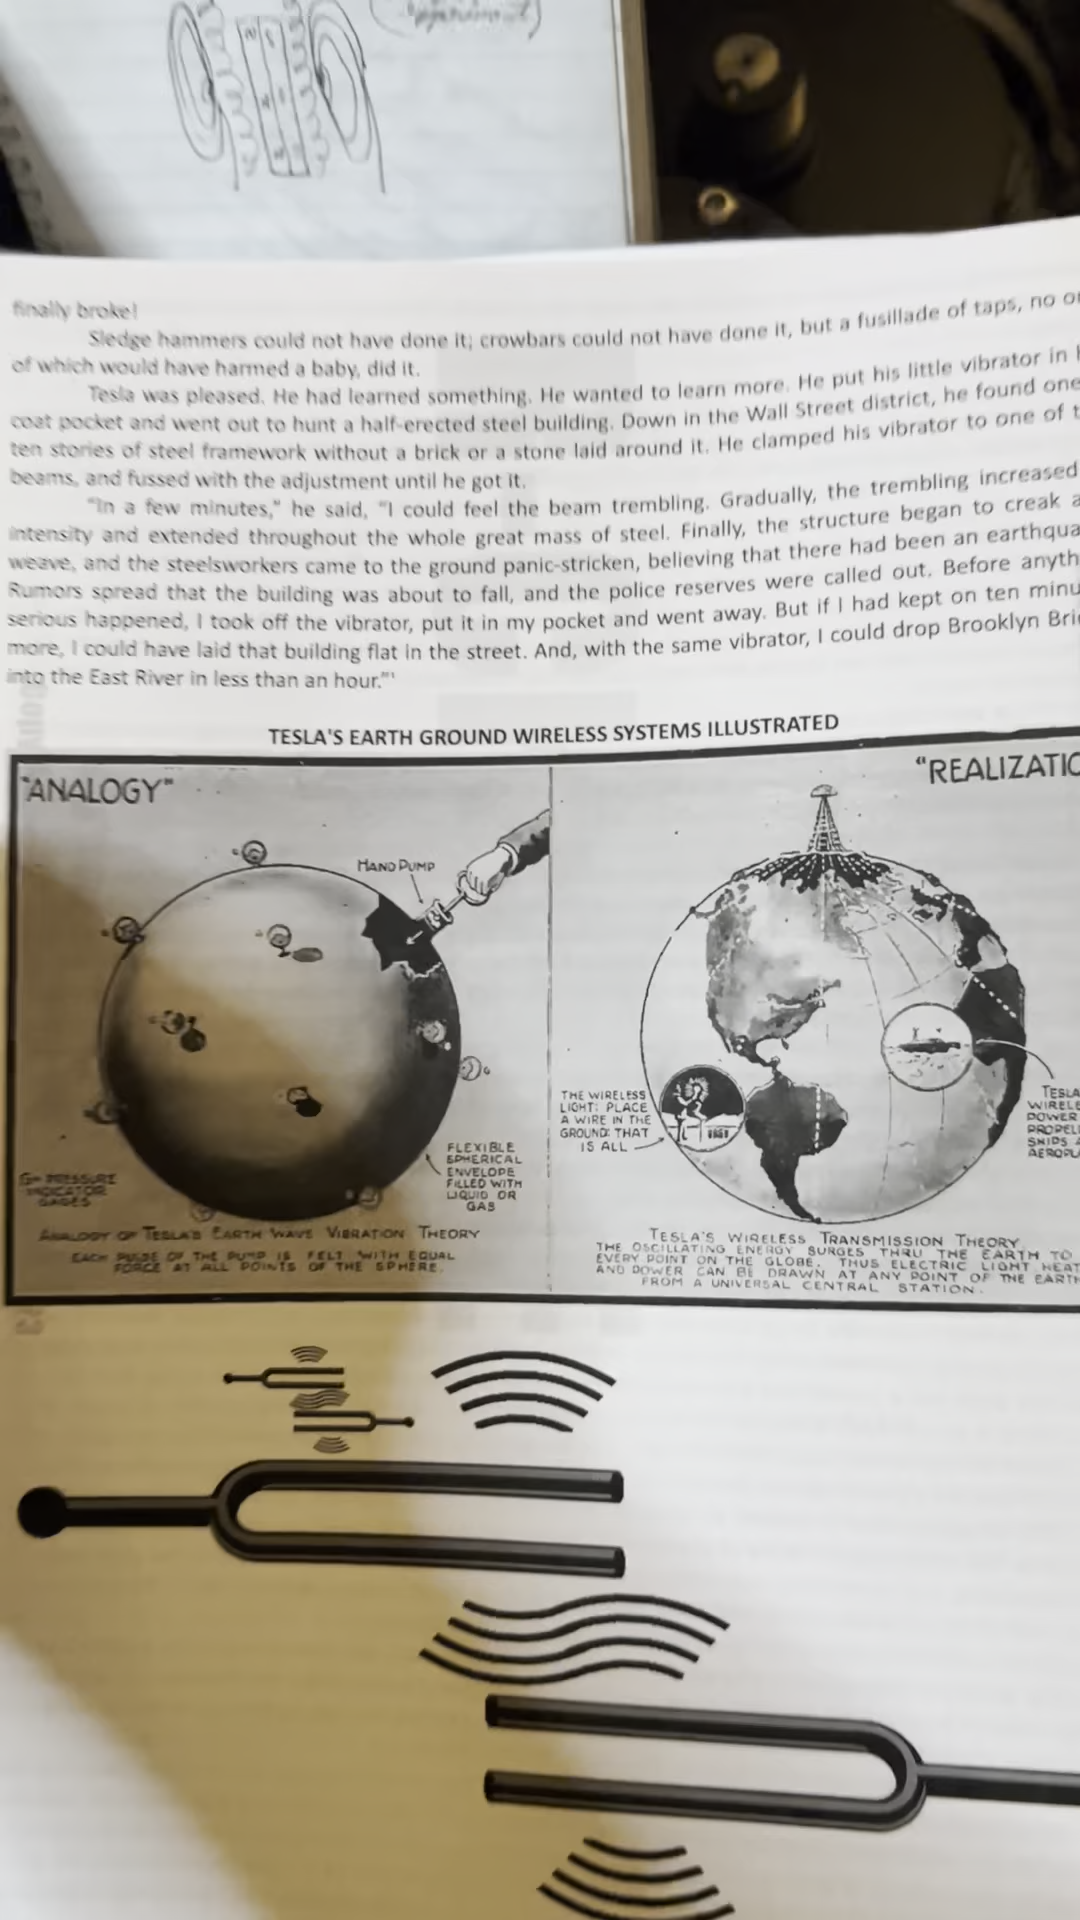 finally broke!
Sledge hammers could not have done it; crowbars could not have done it, but a fusillade of taps, no
of which would have harmed a baby, did it.
Tesla was pleased. He had learned something. He wanted to learn more. He put his little vibrator in
coat pocket and went out to hunt a half-erected steel building. Down in the Wall Street district, he found one
ten stories of steel framework without a brick or a stone laid around it. He clamped his vibrator to one of
beams, and fussed with the adjustment until he got it.
"In a few minutes," he said, "I could feel the beam trembling. Gradually, the trembling increased
intensity and extended throughout the whole great mass of steel. Finally, the structure began to creak
weave, and the steelsworkers came to the ground panic-stricken, believing that there had been an earthqua
Rumors spread that the building was about to fall, and the police reserves were called out. Before anyth
serious happened, I took off the vibrator, put it in my pocket and went away. But if I had kept on ten minu
more, I could have laid that building flat in the street. And, with the same vibrator, I could drop Brooklyn Bri
into the East River in less than an hour."¹
TESLA'S EARTH GROUND WIRELESS SYSTEMS ILLUSTRATED
"ANALOGY"
HAND PUMP
FLEXIBLE
SPHERICAL
ENVELOPE
FILLED WITH
LIQUID OR
GAS
G= PRESSURE
INDICATOR
GAGES
ANALOGY OF TESLA'S EARTH WAVE VIBRATION THEORY
EACH PULSE OF THE PUMP IS FELT WITH EQUAL
FORCE AT ALL POINTS OF THE SPHERE.
"REALIZATIO
THE WIRELESS
LIGHT: PLACE
A WIRE IN THE
GROUND: THAT
IS ALL
TESLA
WIRELE
POWER
PROPEL
SHIPS
AEROPL
TESLA'S WIRELESS TRANSMISSION THEORY
THE OSCILLATING ENERGY SURGES THRU THE EARTH TO
EVERY POINT ON THE GLOBE. THUS ELECTRIC LIGHT HEAT
AND POWER CAN BE DRAWN AT ANY POINT OF THE EARTH
FROM A UNIVERSAL CENTRAL STATION.